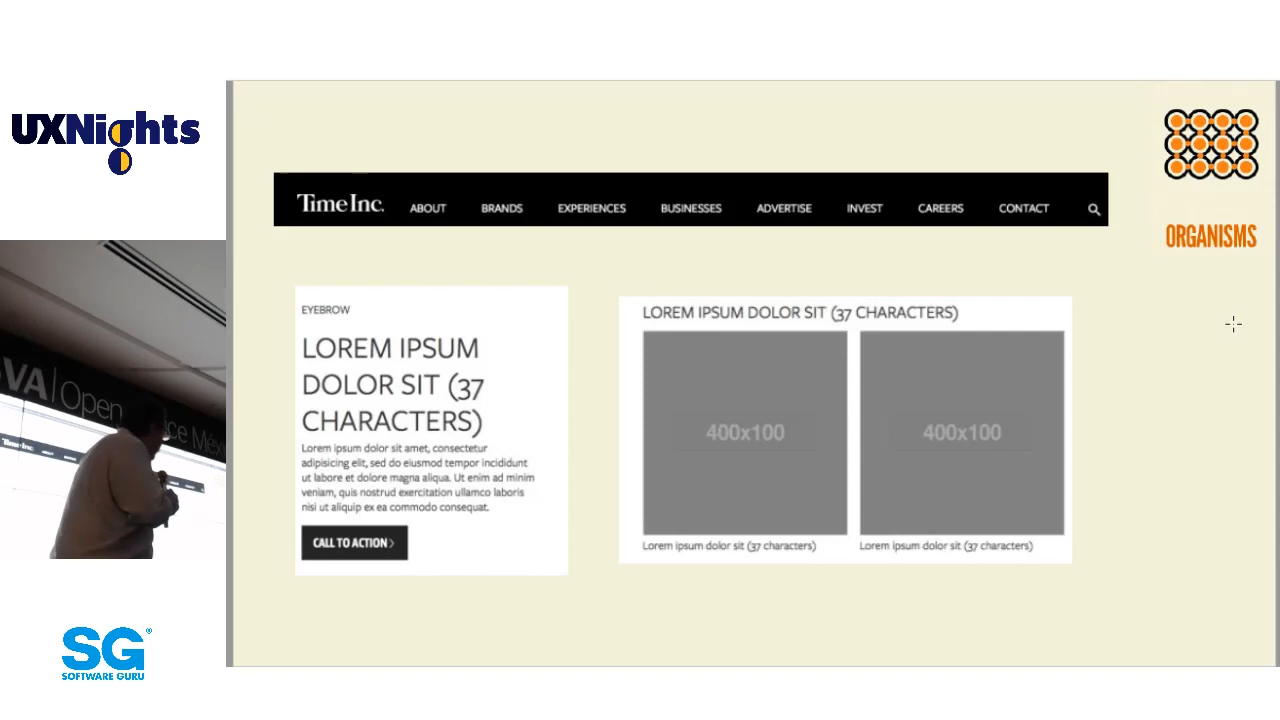 UXNights
Time Inc.
ABOUT
BRANDS
EXPERIENCES
BUSINESSES
ADVERTISE
INVEST
CAREERS
CONTACT
ORGANISMS
EYEBROW
LOREM IPSUM
DOLOR SIT (37
CHARACTERS)
Lorem ipsum dolor sit amet, consectetur
adipisicing elit, sed do eiusmod tempor incididunt
ut labore et dolore magna aliqua. Ut enim ad minim
veniam, quis nostrud exercitation ullamco laboris
nisi ut aliquip ex ea commodo consequat.
CALL TO ACTION >
LOREM IPSUM DOLOR SIT (37 CHARACTERS)
400x100
400x100
Lorem ipsum dolor sit (37 characters)
Lorem ipsum dolor sit (37 characters)
VA | Open
Time Inc.
SG®
SOFTWARE GURU